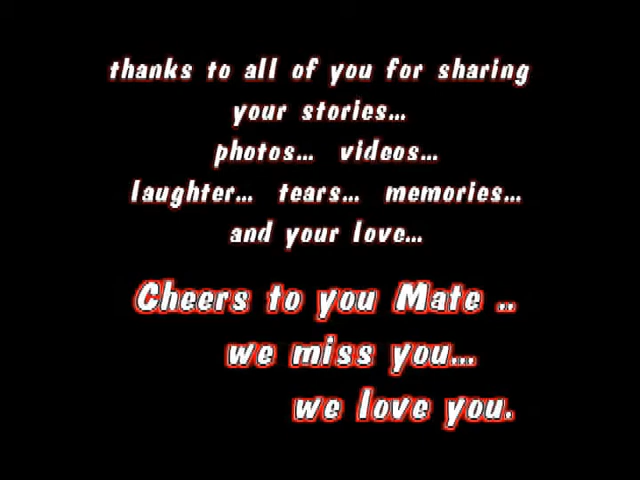 thanks to all of you for sharing
your stories...
photos... videos...
laughter... tears... memories...
and your love...
Cheers to you Mate ..
we miss you...
we love you.